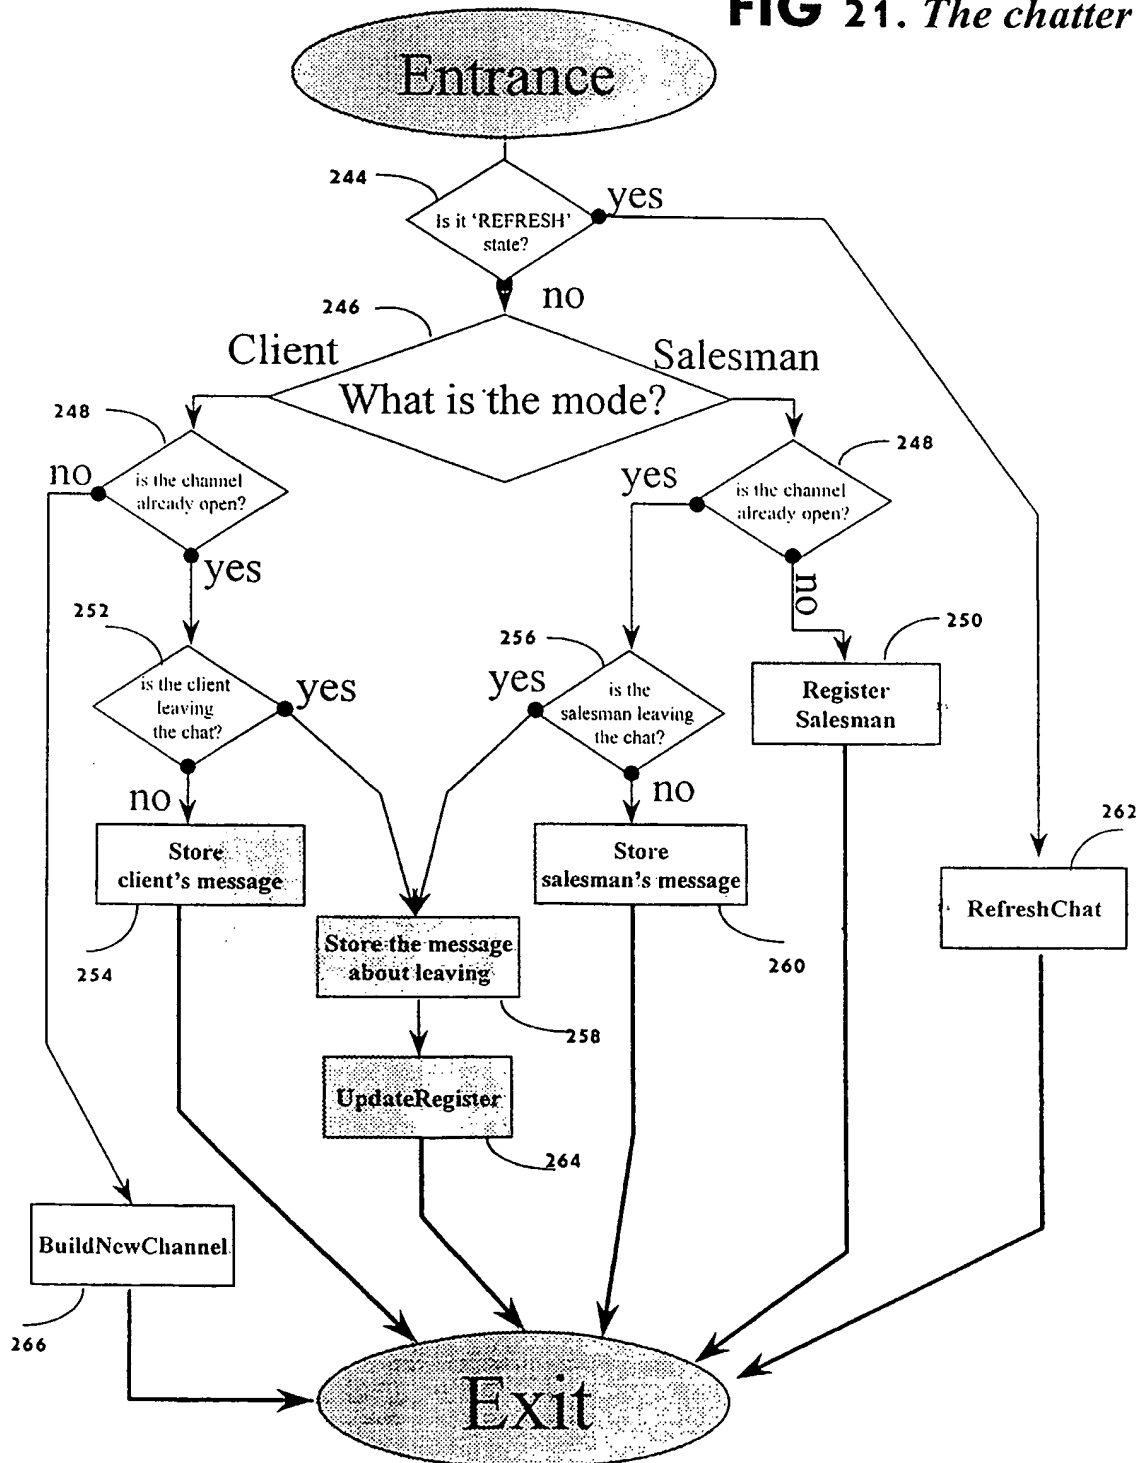 FIG 21. The chatter
Entrance
244
yes
Is it 'REFRESH'
state?
no
246
Client
Salesman
What is the mode?
248
248
no
is the channel
already open?
yes
is the channel
already open?
yes
no
252
256
250
is the client
leaving
the chat?
yes
yes
is the
salesman leaving
the chat?
Register
Salesman
no
no
262
Store
client's message
Store
salesman's message
RefreshChat
254
Store the message
about leaving
260
258
UpdateRegister
264
BuildNewChannel
266
Exit